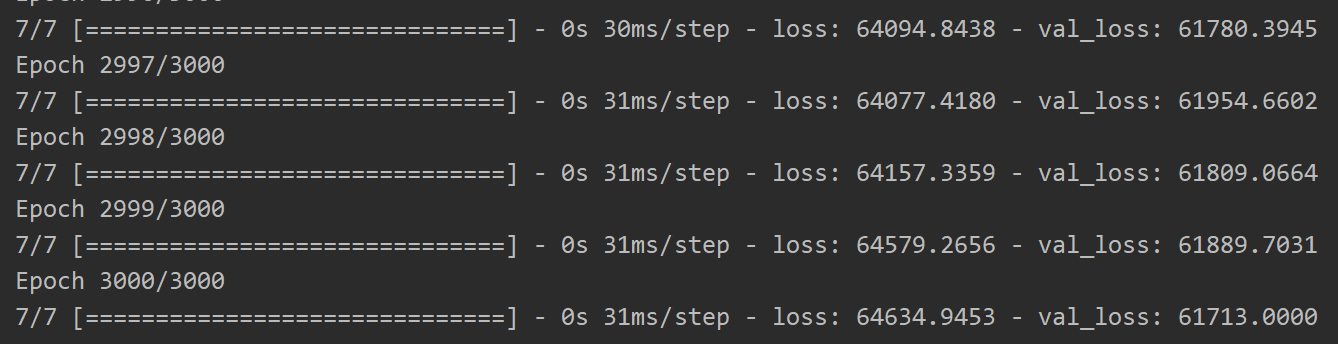 7/7 [==============================] - 0s 30ms/step - loss: 64094.8438 - val_loss: 61780.3945
Epoch 2997/3000
7/7 [==============================] - 0s 31ms/step - loss: 64077.4180 - val_loss: 61954.6602
Epoch 2998/3000
7/7 [==============================] - 0s 31ms/step - loss: 64157.3359 - val_loss: 61809.0664
Epoch 2999/3000
7/7 [==============================] - 0s 31ms/step - loss: 64579.2656 - val_loss: 61889.7031
Epoch 3000/3000
7/7 [==============================] - 0s 31ms/step - loss: 64634.9453 - val_loss: 61713.0000